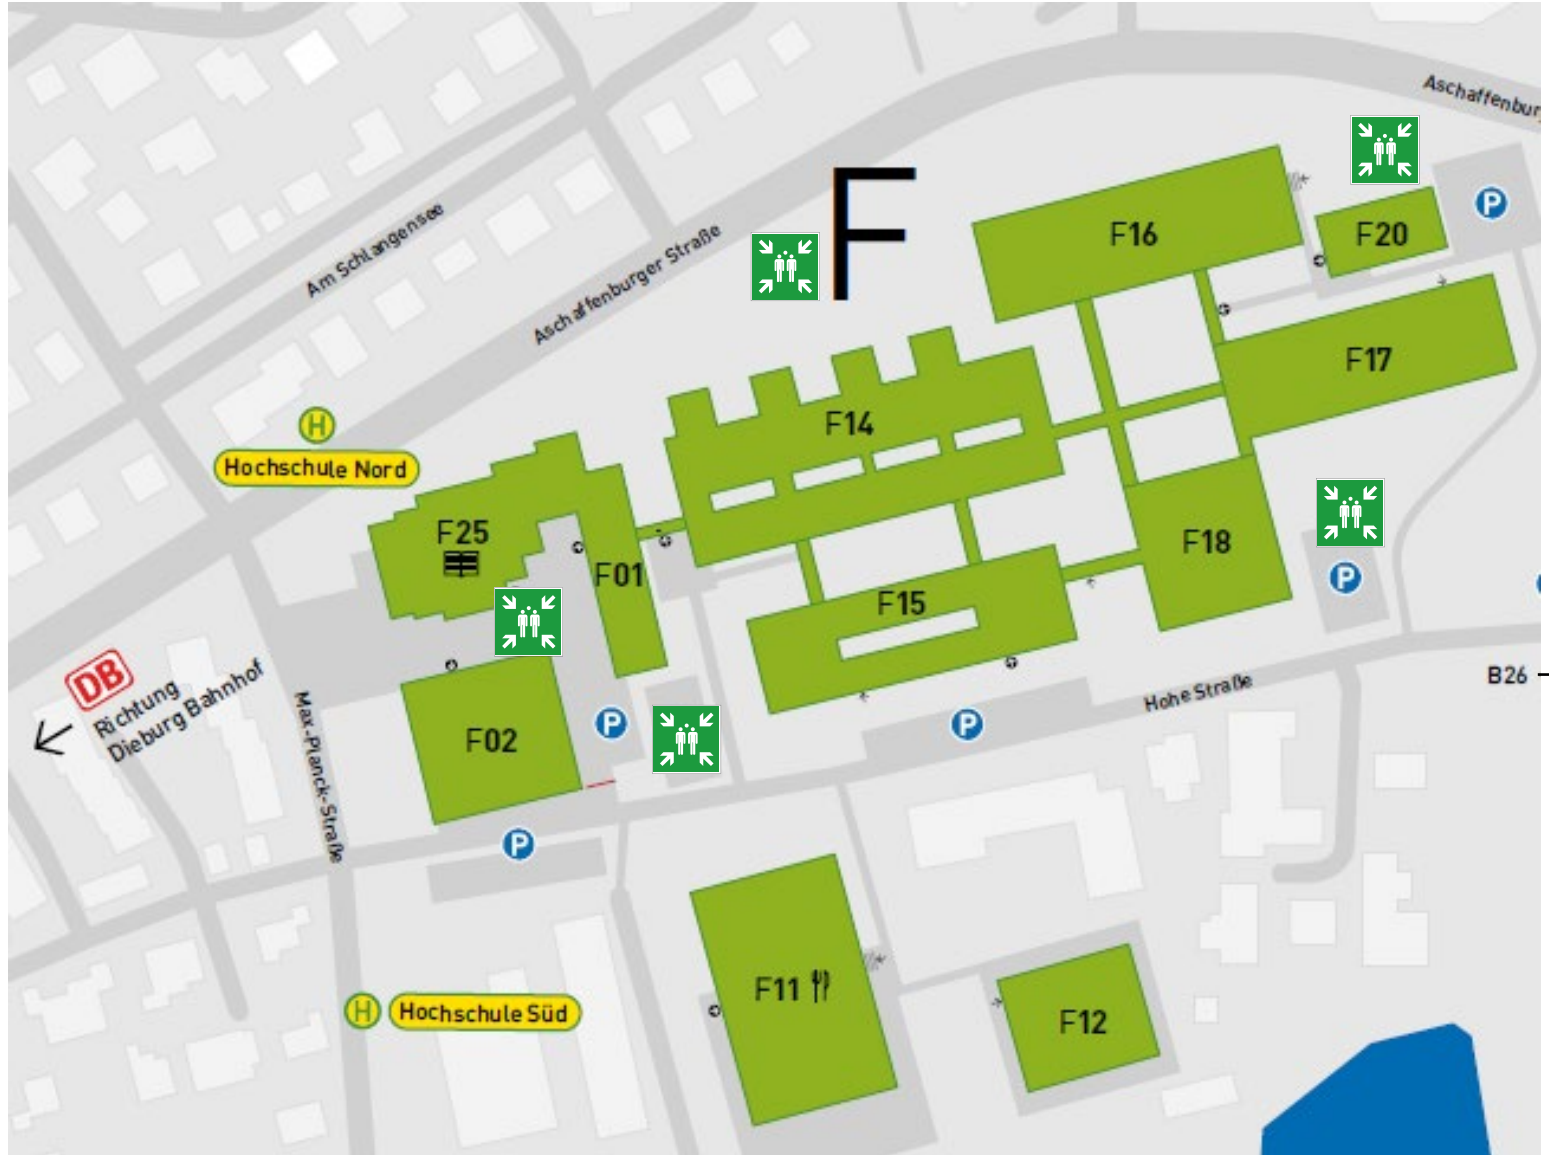 Aschaffenbur
F
F16
F20
P
Am Schlangensee
Aschaffenburger Straße
F17
F14
H
Hochschule Nord
F25
F01
F18
P
F15
DB
Richtung
Dieburg Bahnhof
B26
Hohe Straße
Max-Planck-Straße
F02
P
P
P
F11
H
Hochschule Süd
F12